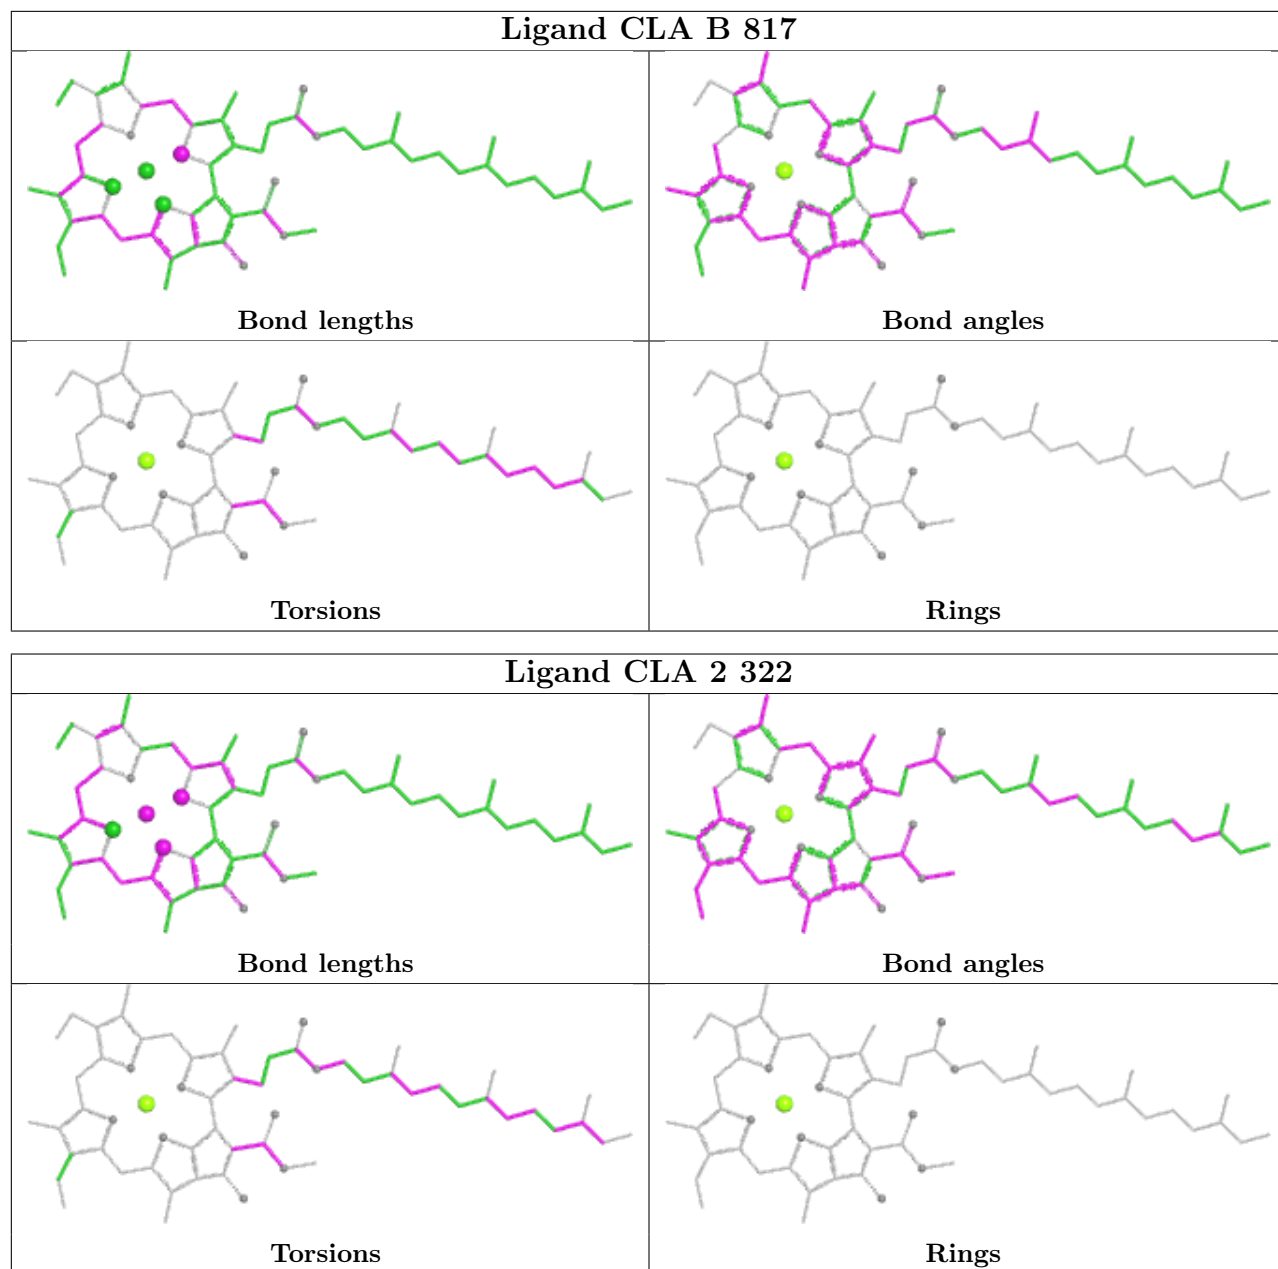 Ligand CLA B 817
Bond lengths
Bond angles
Torsions
Rings
Ligand CLA 2 322
Bond lengths
Bond angles
Torsions
Rings